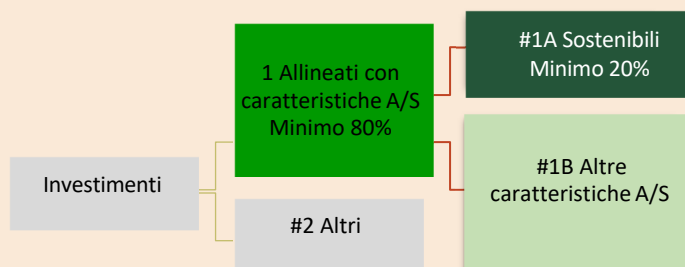 #1A Sostenibili
Minimo 20%
1 Allineati con
caratteristiche A/S
Minimo 80%
#1B Altre
caratteristiche A/S
Investimenti
#2 Altri